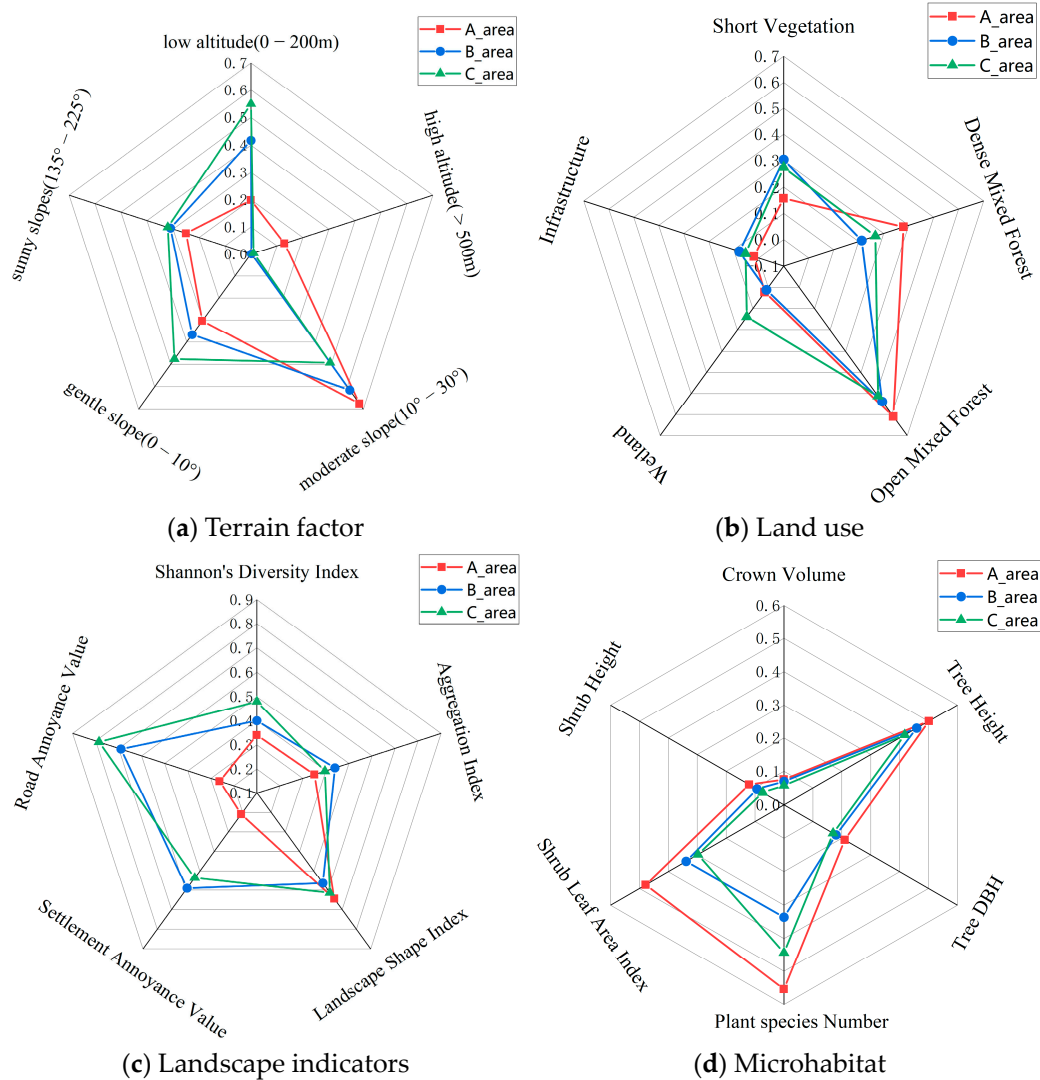 low altitude(0－200m)
A_area
B_area
C_area
0.7
0.6
0.5
0.4
0.3
0.2
0.1
0.0
high altitude(＞500m)
moderate slope(10°－30°)
gentle slope(0－10°)
sunny slopes(135°－225°)
(a) Terrain factor
Short Vegetation
A_area
B_area
C_area
0.7
0.6
0.5
0.4
0.3
0.2
0.1
0.0
0.1
Dense Mixed Forest
Open Mixed Forest
Wetland
Infrastructure
(b) Land use
Shannon's Diversity Index
A_area
B_area
C_area
0.9
0.8
0.7
0.6
0.5
0.4
0.3
0.2
0.1
Aggregation Index
Landscape Shape Index
Settlement Annoyance Value
Road Annoyance Value
(c) Landscape indicators
Crown Volume
A_area
B_area
C_area
0.6
0.5
0.4
0.3
0.2
0.1
0.0
Tree Height
Tree DBH
Plant species Number
Shrub Leaf Area Index
Shrub Height
(d) Microhabitat